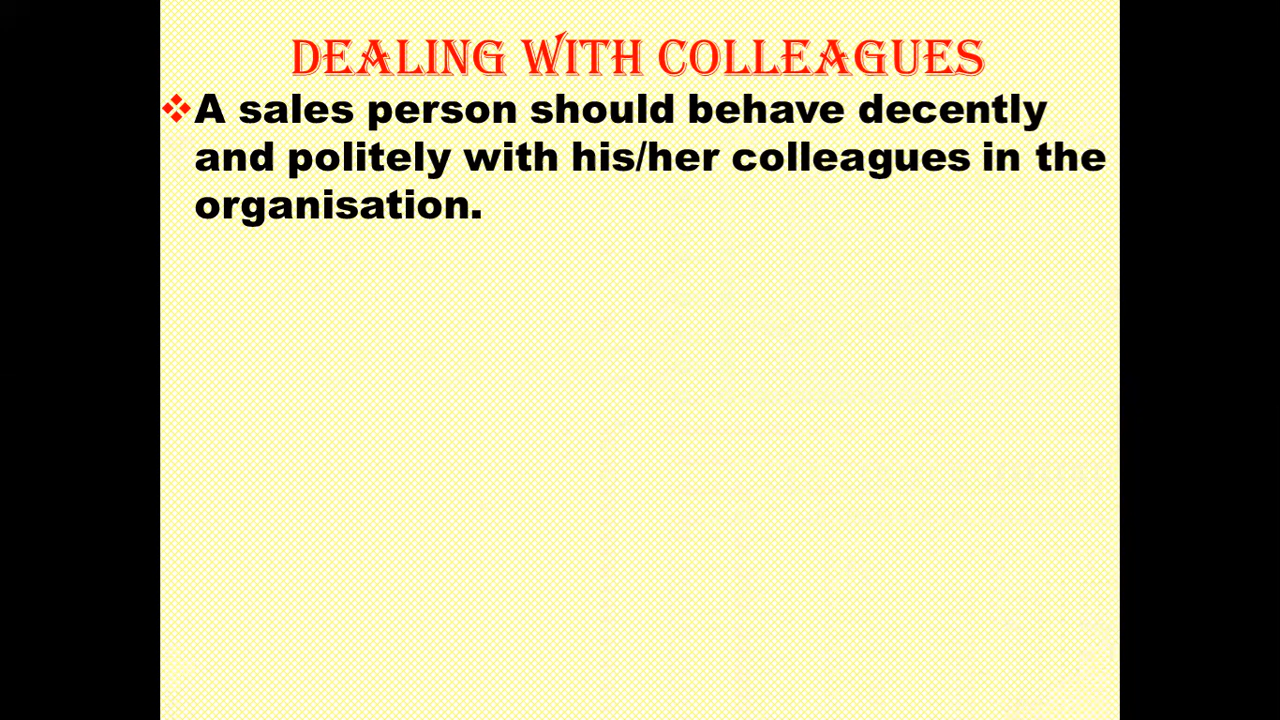 DEALING WITH COLLEAGUES
A sales person should behave decently
and politely with his/her colleagues in the
organisation.